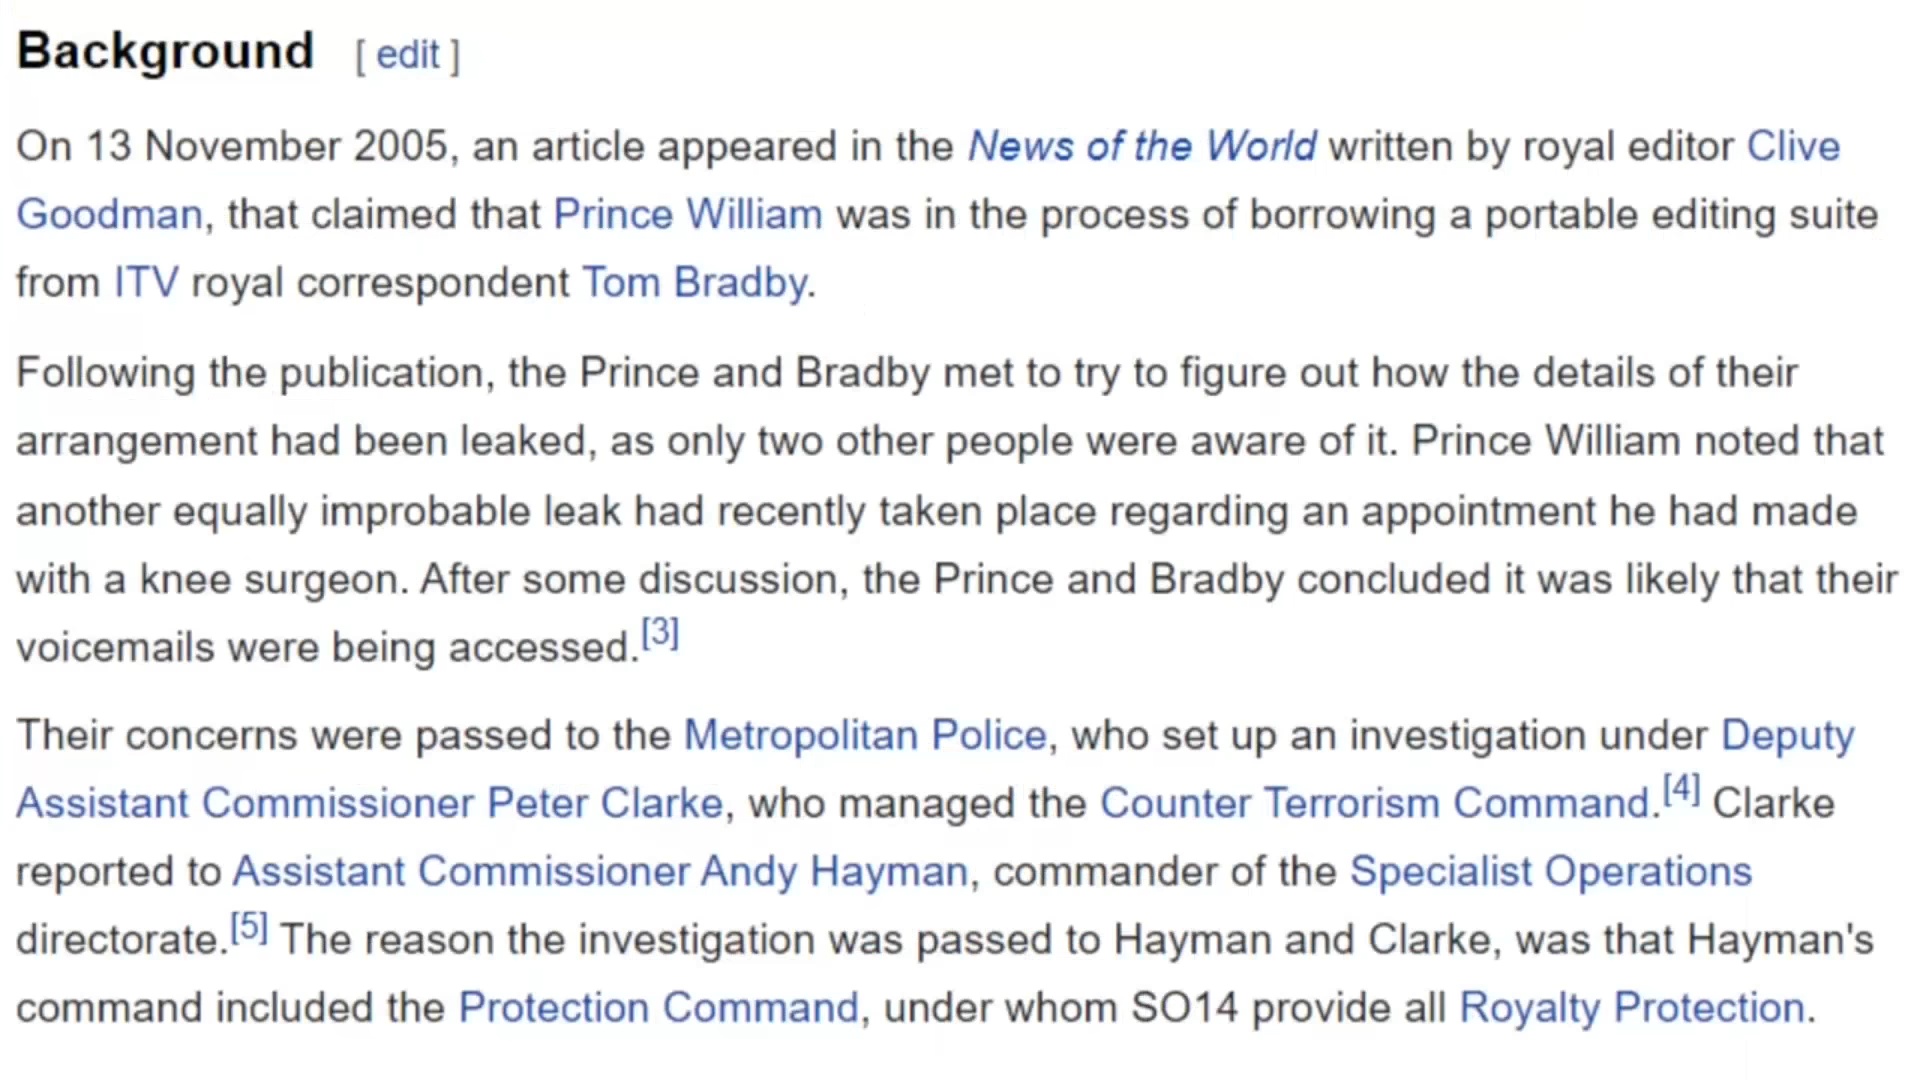 Background [ edit ]
On 13 November 2005, an article appeared in the News of the World written by royal editor Clive
Goodman, that claimed that Prince William was in the process of borrowing a portable editing suite
from ITV royal correspondent Tom Bradby.
Following the publication, the Prince and Bradby met to try to figure out how the details of their
arrangement had been leaked, as only two other people were aware of it. Prince William noted that
another equally improbable leak had recently taken place regarding an appointment he had made
with a knee surgeon. After some discussion, the Prince and Bradby concluded it was likely that their
voicemails were being accessed.[3]
Their concerns were passed to the Metropolitan Police, who set up an investigation under Deputy
Assistant Commissioner Peter Clarke, who managed the Counter Terrorism Command.[4] Clarke
reported to Assistant Commissioner Andy Hayman, commander of the Specialist Operations
directorate.[5] The reason the investigation was passed to Hayman and Clarke, was that Hayman's
command included the Protection Command, under whom SO14 provide all Royalty Protection.